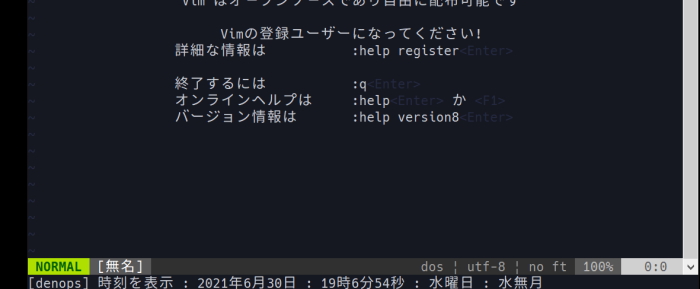 Vim はオープンソースであり自由に配布可能です
Vimの登録ユーザーになってください!
詳細な情報は :help register<Enter>
終了するには :q<Enter>
オンラインヘルプは :help<Enter> か <F1>
バージョン情報は :help version8<Enter>
NORMAL [無名] dos ¦ utf-8 ¦ no ft 100% 0:0
[denops] 時刻を表示 : 2021年6月30日 : 19時6分54秒 : 水曜日 : 水無月